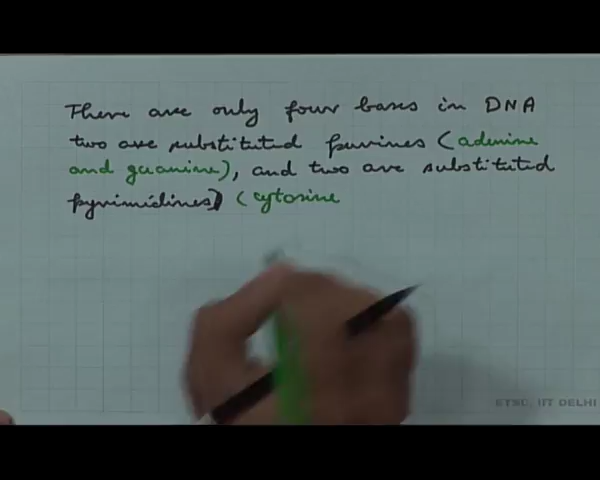 There are only four bases in DNA
two are substituted purines (adenine
and guanine), and two are substituted
pyrimidines) (cytosine
ETSC, IIT DELHI